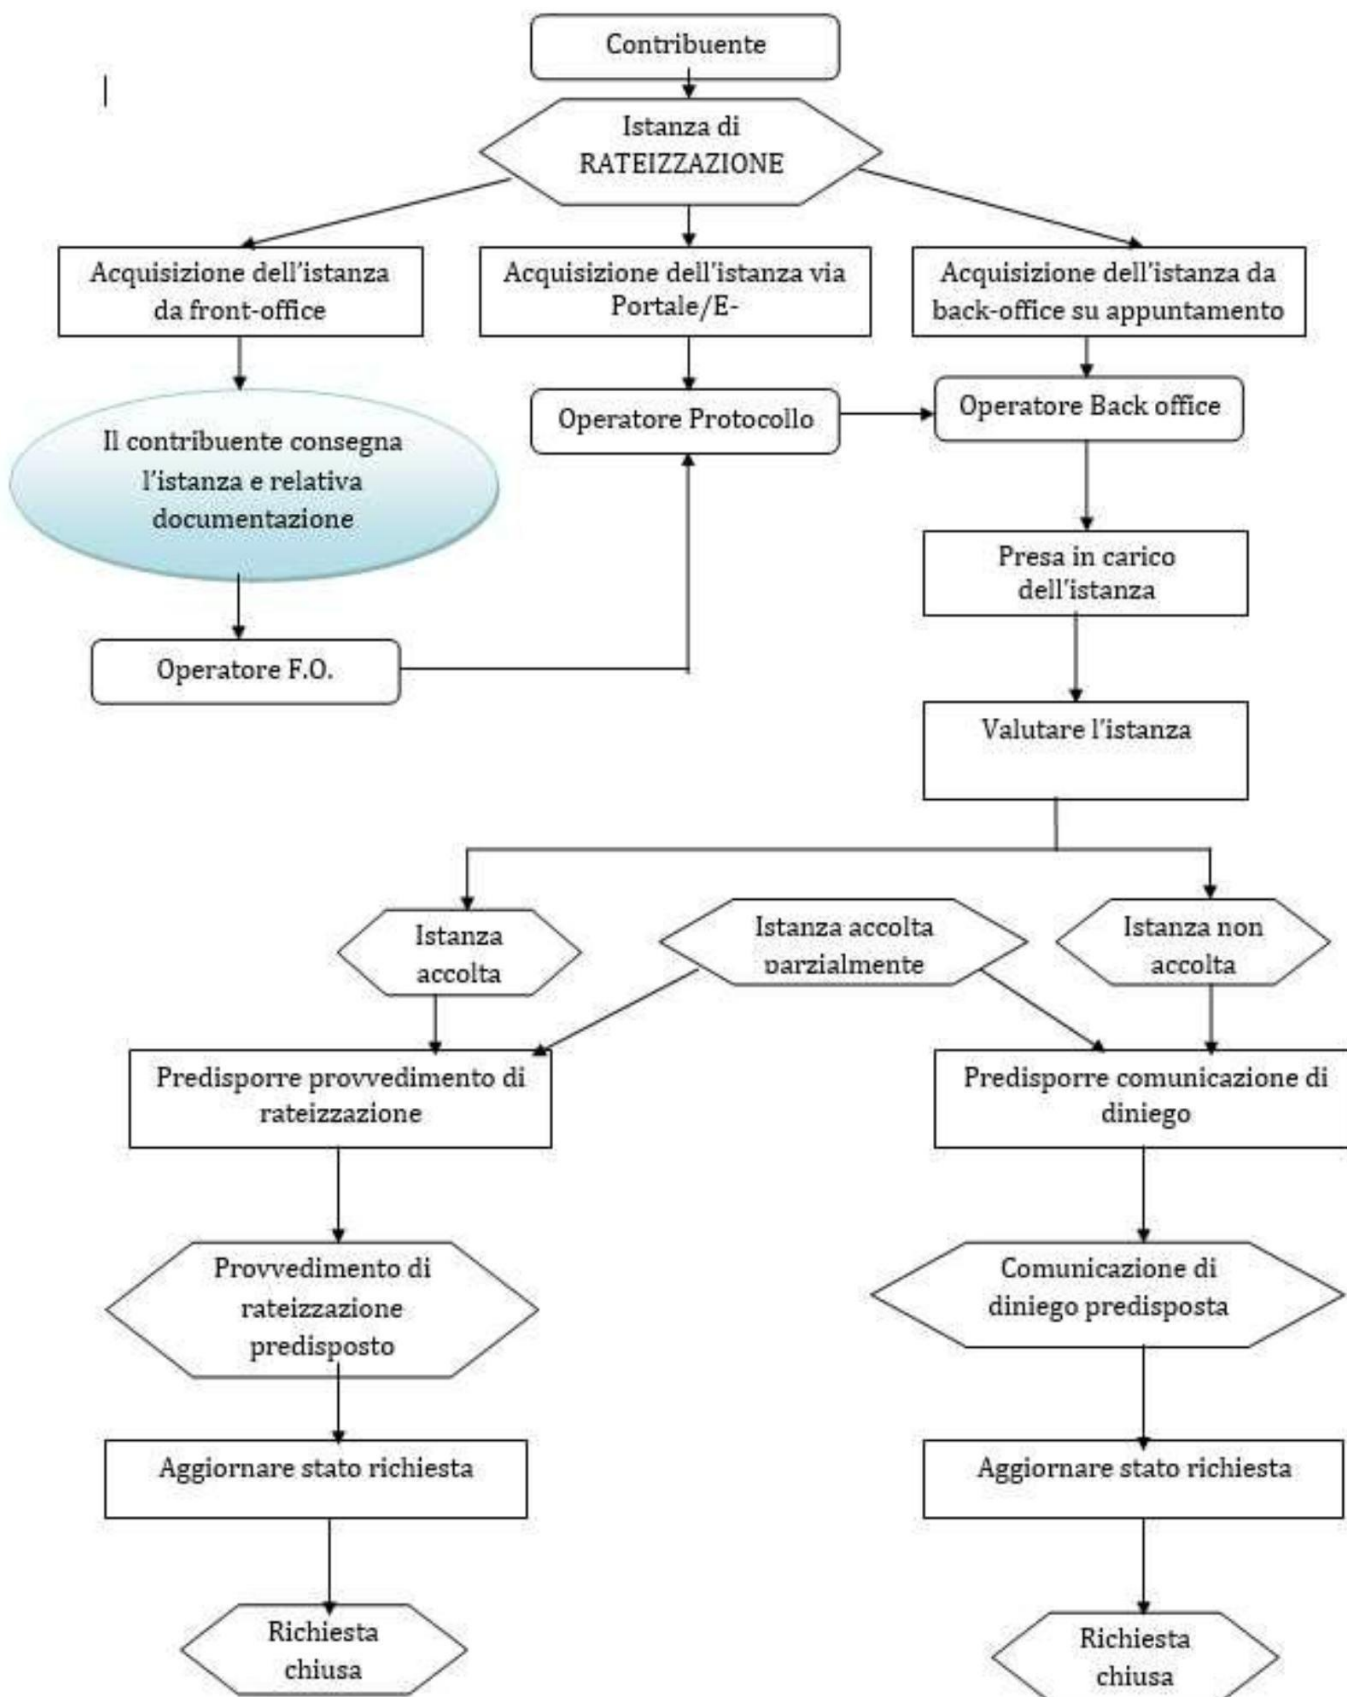 Contribuente
Istanza di
RATEIZZAZIONE
Acquisizione dell'istanza
da front-office
Acquisizione dell'istanza via
Portale/E-
Acquisizione dell'istanza da
back-office su appuntamento
Il contribuente consegna
l'istanza e relativa
documentazione
Operatore Protocollo
Operatore Back office
Presa in carico
dell'istanza
Operatore F.O.
Valutare l'istanza
Istanza
accolta
Istanza accolta
parzialmente
Istanza non
accolta
Predisporre provvedimento di
rateizzazione
Predisporre comunicazione di
diniego
Provvedimento di
rateizzazione
predisposto
Comunicazione di
diniego predisposta
Aggiornare stato richiesta
Aggiornare stato richiesta
Richiesta
chiusa
Richiesta
chiusa